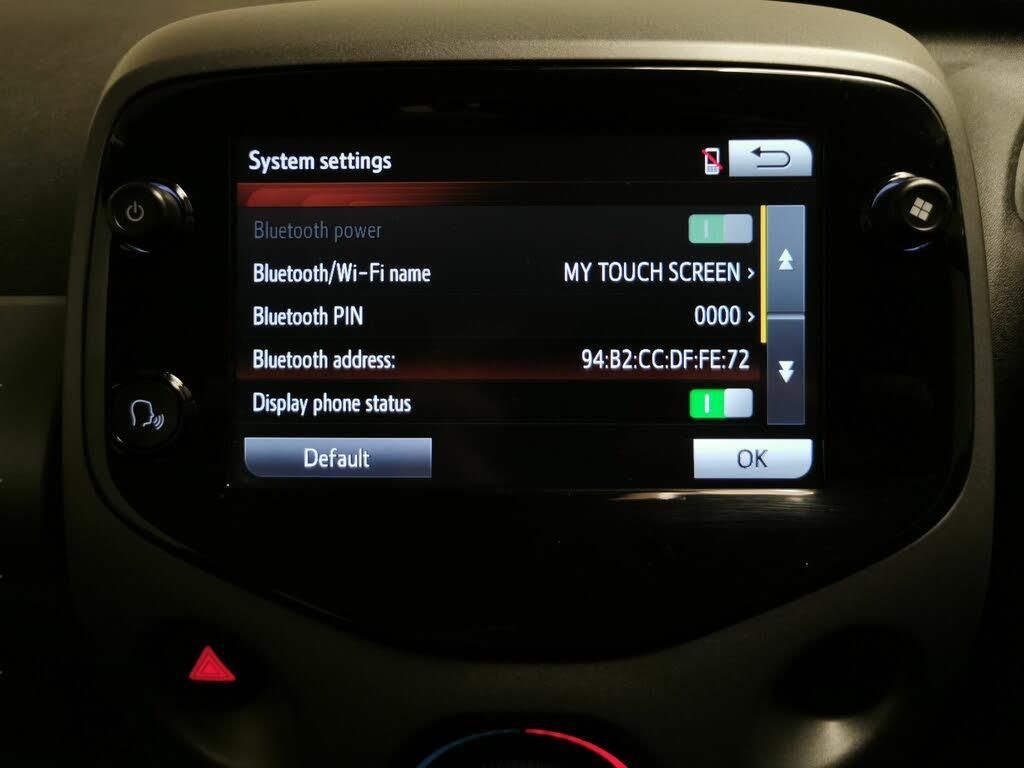 System settings
Bluetooth power
Bluetooth/Wi-Fi name MY TOUCH SCREEN >
Bluetooth PIN 0000 >
Bluetooth address: 94:B2:CC:DF:FE:72
Display phone status
Default OK